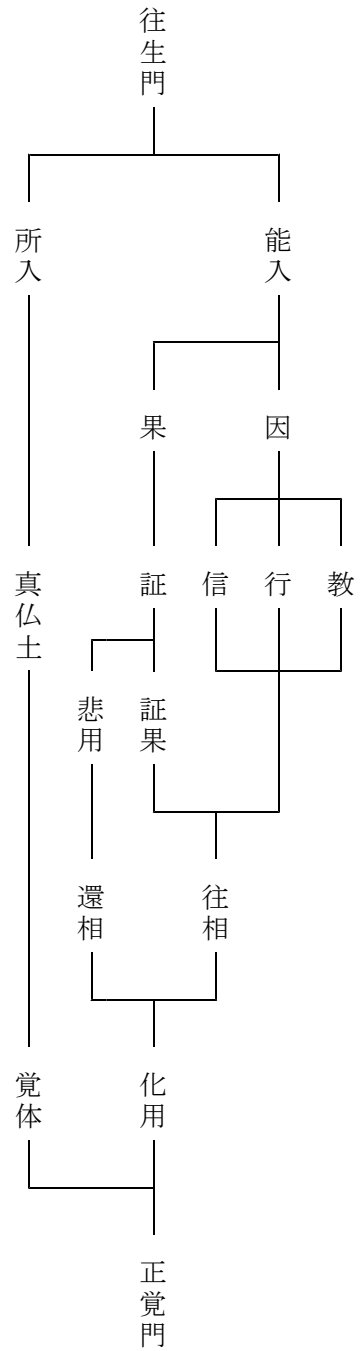 往生門
能入
所入
因
果
教
行
信
証
真仏土
証果
悲用
往相
還相
化用
覚体
正覚門